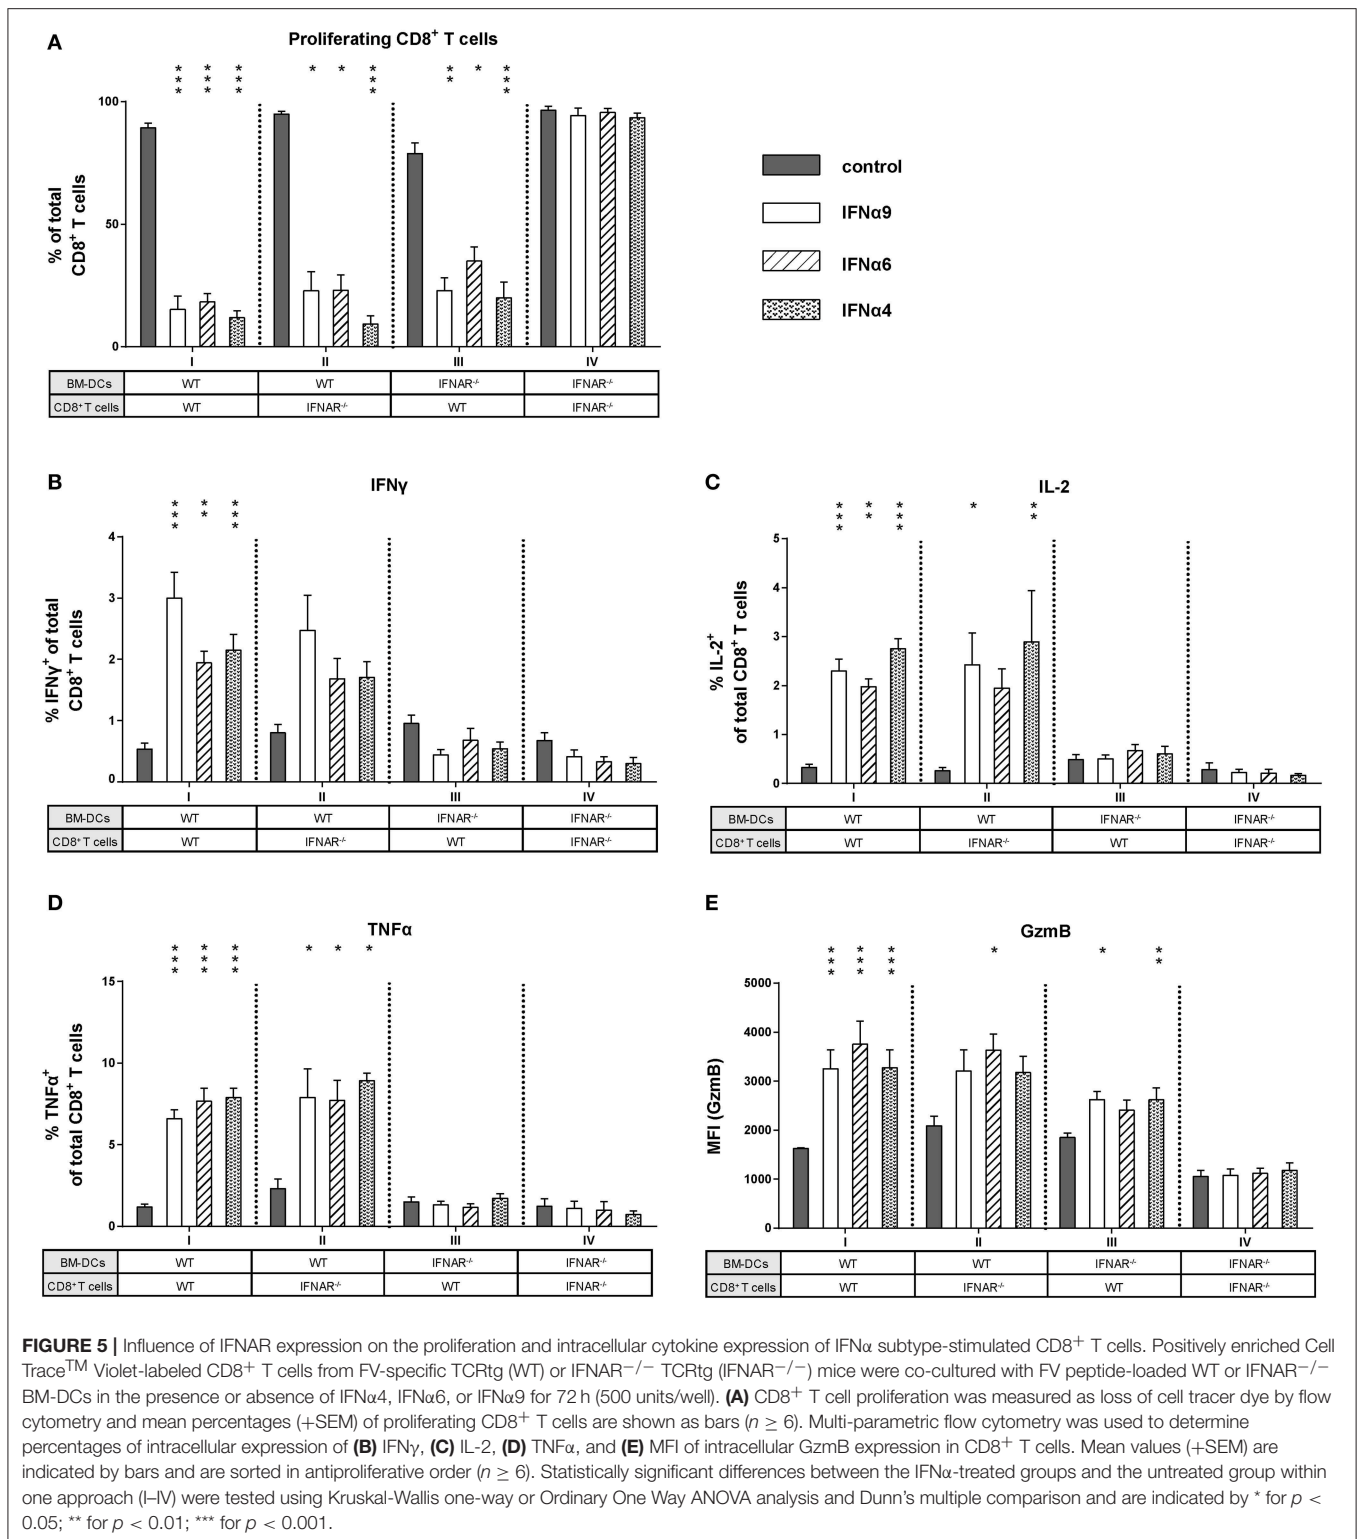 A
Proliferating CD8+ T cells
* * * * * * * * * * * * * * * * * * * *
% of total
CD8+ T cells
100
50
0
I II III IV
BM-DCs WT WT IFNAR-/- IFNAR-/-
CD8+T cells WT IFNAR-/- WT IFNAR-/-
control
IFNα9
IFNα6
IFNα4
B
IFNγ
*** ** ***
% IFNγ+ of total
CD8+ T cells
4
3
2
1
0
I II III IV
BM-DCs WT WT IFNAR-/- IFNAR-/-
CD8+T cells WT IFNAR-/- WT IFNAR-/-
C
IL-2
*** ** *** * **
% IL-2+
of total CD8+ T cells
5
4
3
2
1
0
I II III IV
BM-DCs WT WT IFNAR-/- IFNAR-/-
CD8+T cells WT IFNAR-/- WT IFNAR-/-
D
TNFα
*** *** *** * * *
% TNFα+
of total CD8+ T cells
15
10
5
0
I II III IV
BM-DCs WT WT IFNAR-/- IFNAR-/-
CD8+T cells WT IFNAR-/- WT IFNAR-/-
E
GzmB
*** *** *** * * **
MFI (GzmB)
5000
4000
3000
2000
1000
0
I II III IV
BM-DCs WT WT IFNAR-/- IFNAR-/-
CD8+T cells WT IFNAR-/- WT IFNAR-/-
FIGURE 5 | Influence of IFNAR expression on the proliferation and intracellular cytokine expression of IFNα subtype-stimulated CD8+ T cells. Positively enriched Cell
Trace™ Violet-labeled CD8+ T cells from FV-specific TCRtg (WT) or IFNAR−/− TCRtg (IFNAR−/−) mice were co-cultured with FV peptide-loaded WT or IFNAR−/−
BM-DCs in the presence or absence of IFNα4, IFNα6, or IFNα9 for 72 h (500 units/well). (A) CD8+ T cell proliferation was measured as loss of cell tracer dye by flow
cytometry and mean percentages (+SEM) of proliferating CD8+ T cells are shown as bars (n ≥ 6). Multi-parametric flow cytometry was used to determine
percentages of intracellular expression of (B) IFNγ, (C) IL-2, (D) TNFα, and (E) MFI of intracellular GzmB expression in CD8+ T cells. Mean values (+SEM) are
indicated by bars and are sorted in antiproliferative order (n ≥ 6). Statistically significant differences between the IFNα-treated groups and the untreated group within
one approach (I–IV) were tested using Kruskal-Wallis one-way or Ordinary One Way ANOVA analysis and Dunn's multiple comparison and are indicated by * for p <
0.05; ** for p < 0.01; *** for p < 0.001.